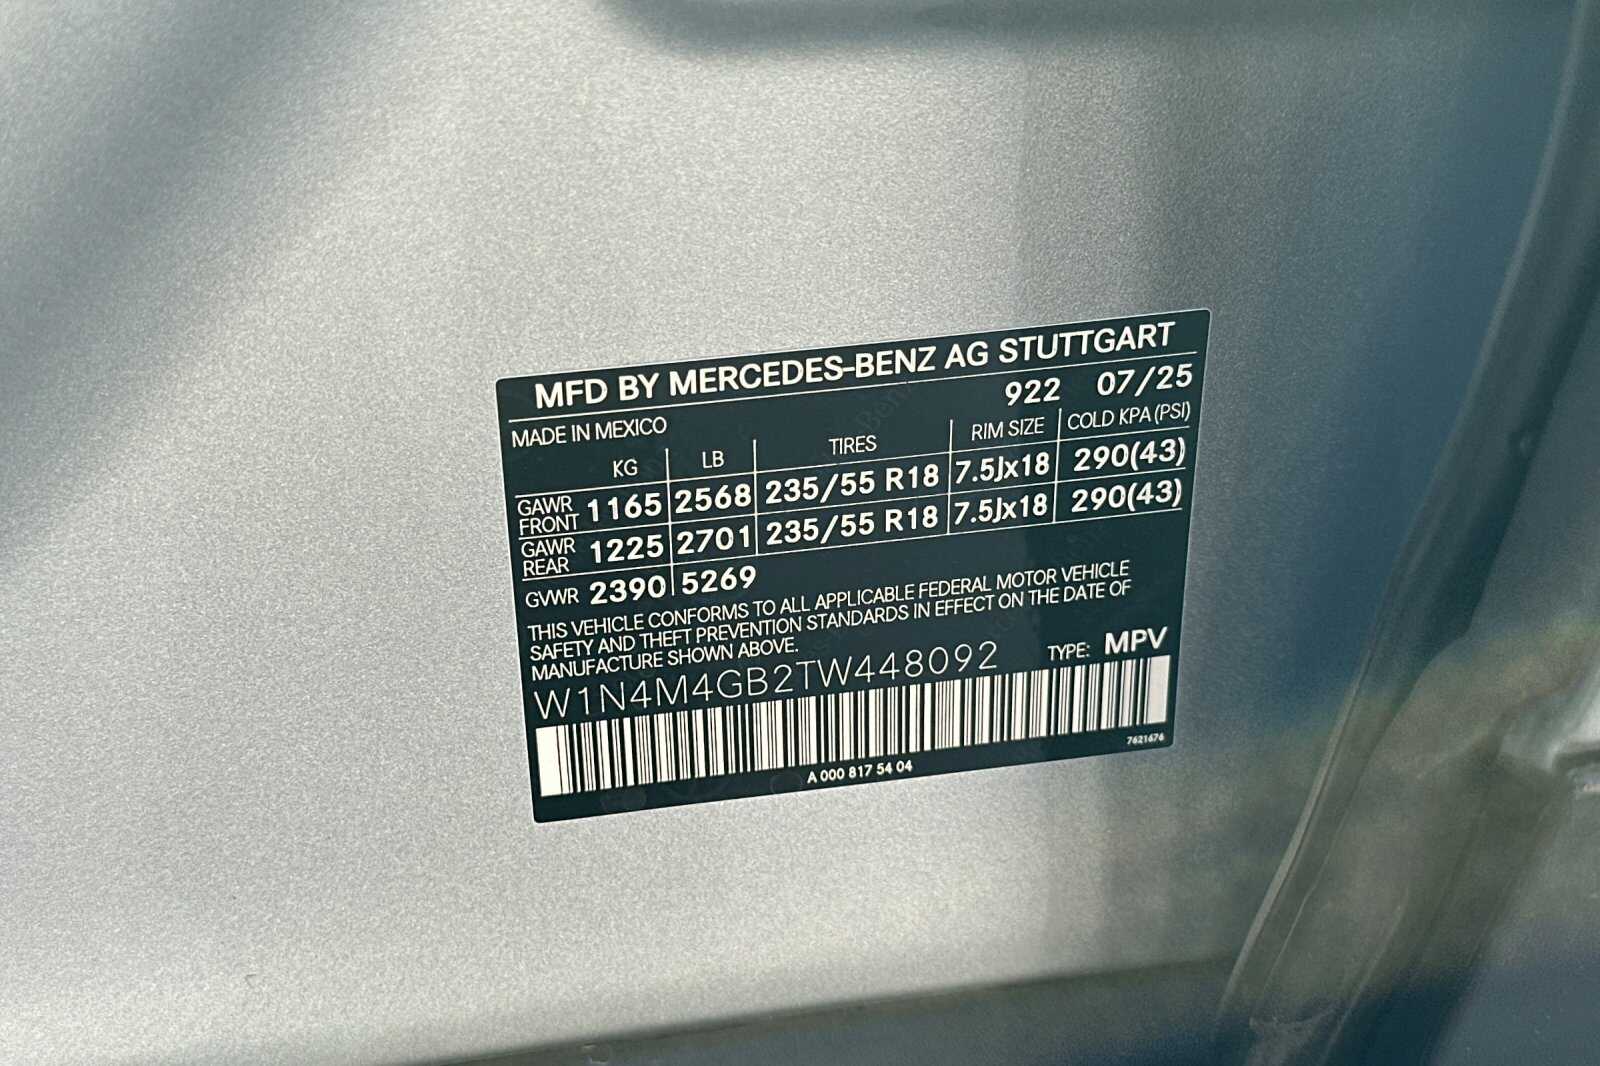 MFD BY MERCEDES-BENZ AG STUTTGART
922 07/25
MADE IN MEXICO
KG LB TIRES RIM SIZE COLD KPA (PSI)
GAWR FRONT 1165 2568 235/55 R18 7.5Jx18 290(43)
GAWR REAR 1225 2701 235/55 R18 7.5Jx18 290(43)
GVWR 2390 5269
THIS VEHICLE CONFORMS TO ALL APPLICABLE FEDERAL MOTOR VEHICLE
SAFETY AND THEFT PREVENTION STANDARDS IN EFFECT ON THE DATE OF
MANUFACTURE SHOWN ABOVE.
W1N4M4GB2TW448092 TYPE: MPV
7621676
A 000 817 54 04